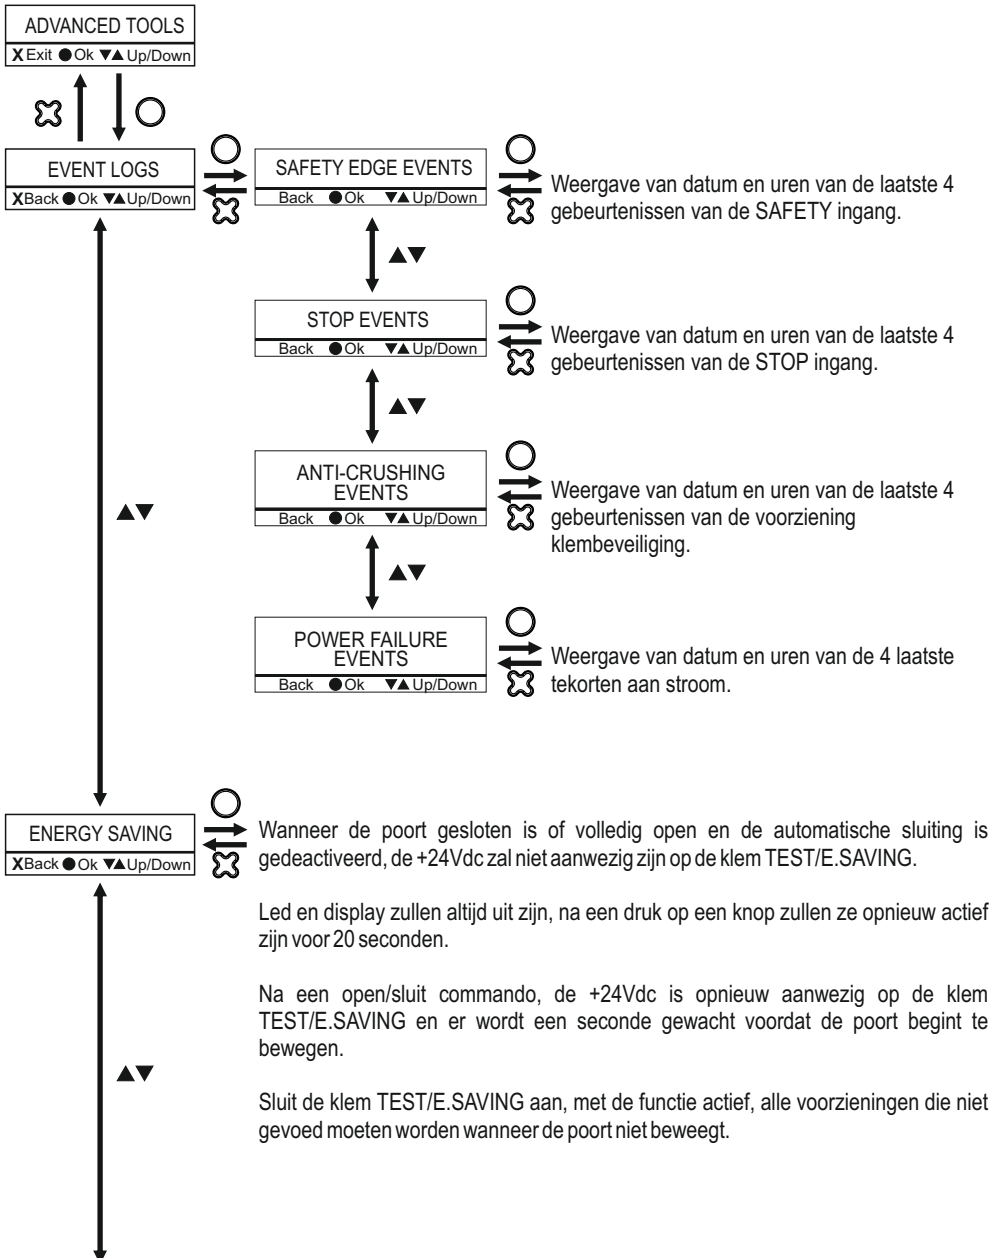 ADVANCED TOOLS
X Exit ●Ok ▼▲ Up/Down
EVENT LOGS
XBack ●Ok ▼▲Up/Down
SAFETY EDGE EVENTS
Back ●Ok ▼▲Up/Down
Weergave van datum en uren van de laatste 4
gebeurtenissen van de SAFETY ingang.
▲▼
STOP EVENTS
Back ●Ok ▼▲Up/Down
Weergave van datum en uren van de laatste 4
gebeurtenissen van de STOP ingang.
▲▼
ANTI-CRUSHING
EVENTS
Back ●Ok ▼▲Up/Down
Weergave van datum en uren van de laatste 4
gebeurtenissen van de voorziening
klembeveiliging.
▲▼
▲▼
POWER FAILURE
EVENTS
Back ●Ok ▼▲Up/Down
Weergave van datum en uren van de 4 laatste
tekorten aan stroom.
ENERGY SAVING
XBack ●Ok ▼▲Up/Down
Wanneer de poort gesloten is of volledig open en de automatische sluiting is
gedeactiveerd, de +24Vdc zal niet aanwezig zijn op de klem TEST/E.SAVING.
Led en display zullen altijd uit zijn, na een druk op een knop zullen ze opnieuw actief
zijn voor 20 seconden.
Na een open/sluit commando, de +24Vdc is opnieuw aanwezig op de klem
TEST/E.SAVING en er wordt een seconde gewacht voordat de poort begint te
bewegen.
▲▼
Sluit de klem TEST/E.SAVING aan, met de functie actief, alle voorzieningen die niet
gevoed moeten worden wanneer de poort niet beweegt.